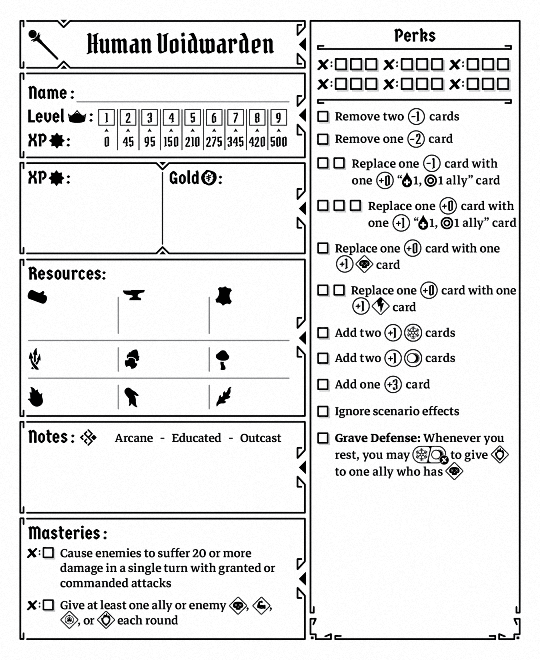 Human Voidwarden
Name:
Level: 1 2 3 4 5 6 7 8 9
XP: 0 45 95 150 210 275 345 420 500
XP: Gold:
Resources:
Notes: Arcane - Educated - Outcast
Masteries:
Cause enemies to suffer 20 or more
damage in a single turn with granted or
commanded attacks
Give at least one ally or enemy , ,
, or each round
Perks
Remove two -1 cards
Remove one -2 card
Replace one -1 card with
one +0 “1, 1 ally” card
Replace one +0 card with
one +1 “1, 1 ally” card
Replace one +0 card with one
+1 card
Replace one +0 card with one
+1 card
Add two +1 cards
Add two +1 cards
Add one +3 card
Ignore scenario effects
Grave Defense: Whenever you
rest, you may to give
to one ally who has